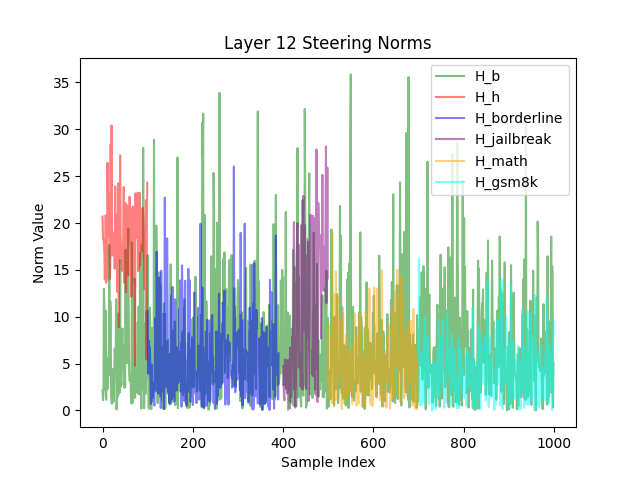 Layer 12 Steering Norms
Norm Value
35
30
25
20
15
10
5
0
H_b
H_h
H_borderline
H_jailbreak
H_math
H_gsm8k
0
200
400
600
800
1000
Sample Index